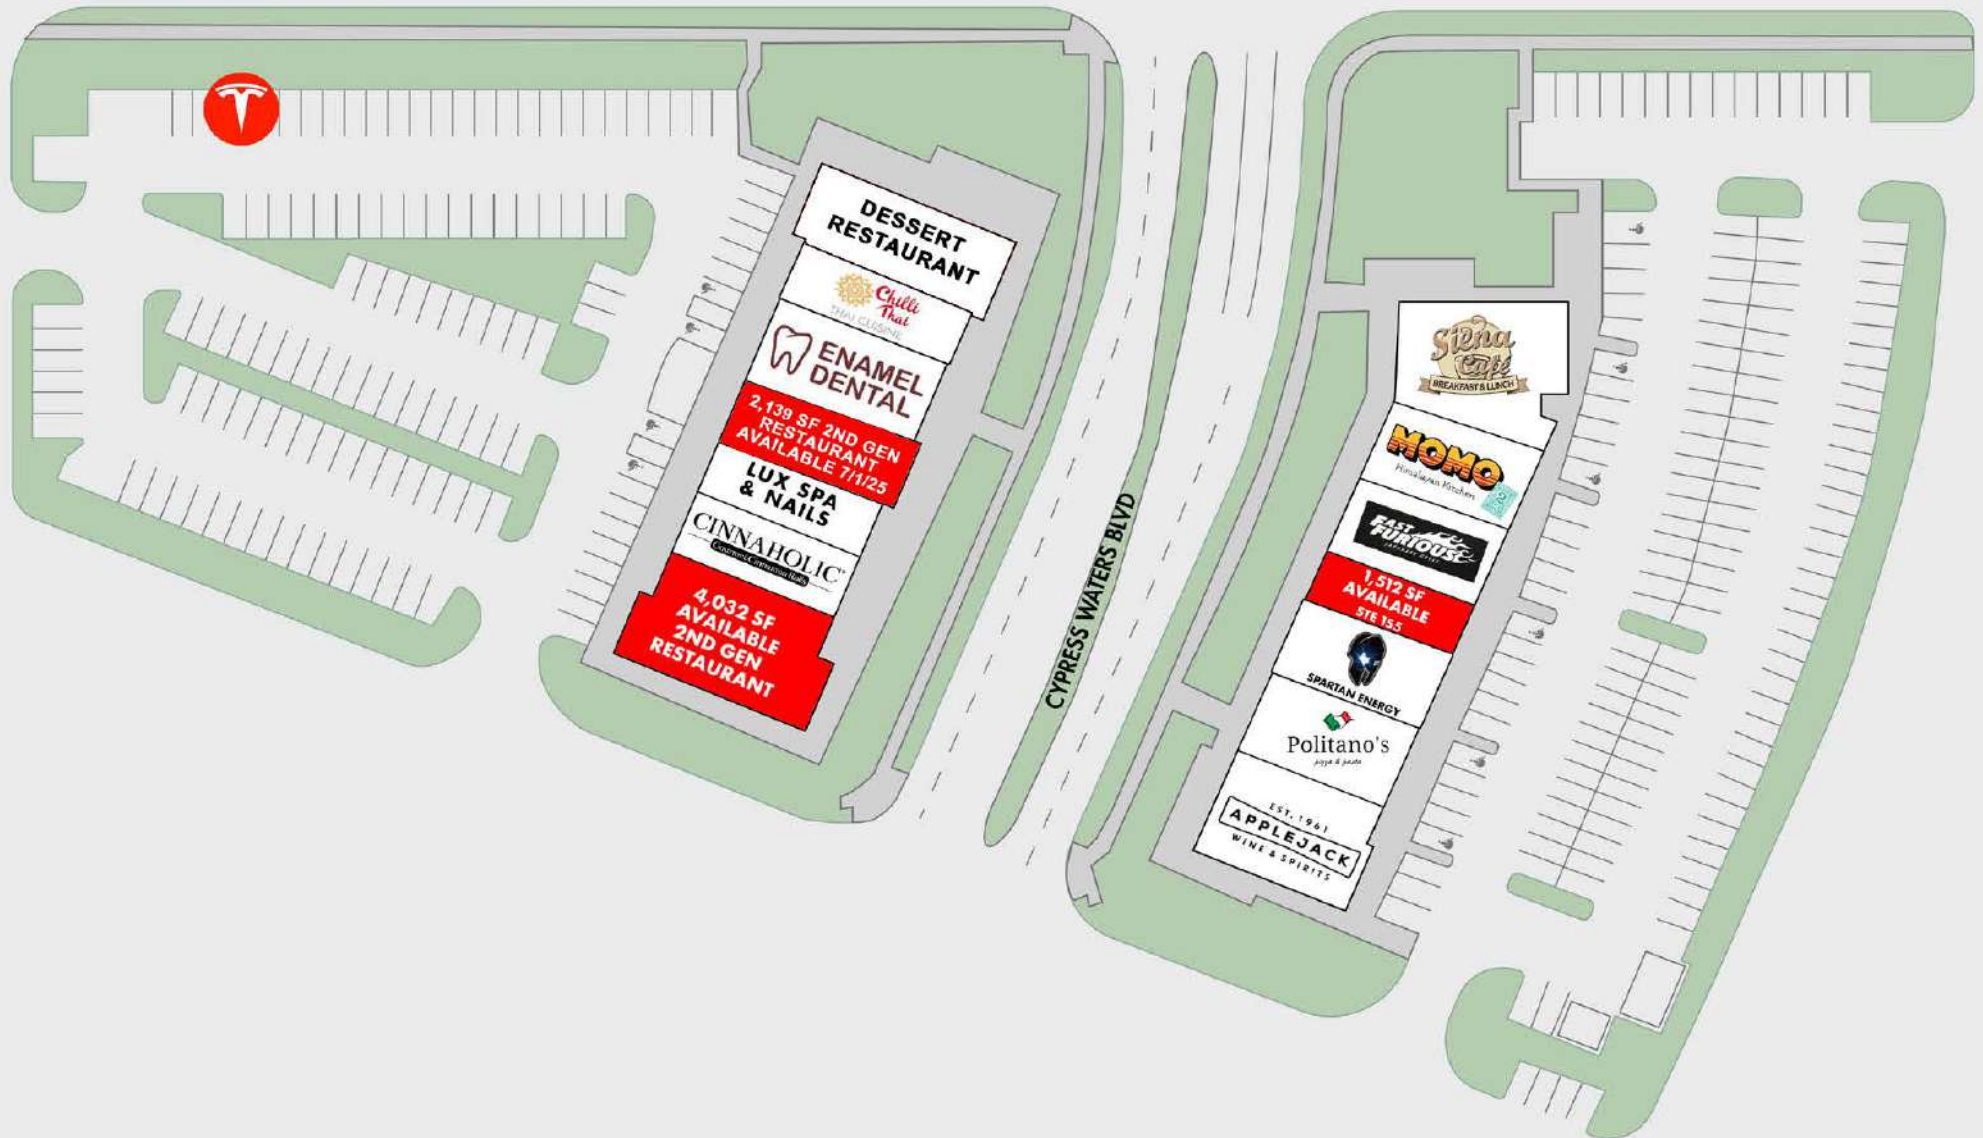 DESSERT
RESTAURANT
Chilli
Thai
THAI CUISINE
ENAMEL
DENTAL
2,139 SF 2ND GEN
RESTAURANT
AVAILABLE 7/1/25
LUX SPA
& NAILS
CINNAHOLIC
4,032 SF
AVAILABLE
2ND GEN
RESTAURANT
CYPRESS WATERS BLVD
Siena
Café
BREAKFAST & LUNCH
MOMO
Himalayan Kitchen
2
FAST
FURIOUSLY
1,512 SF
AVAILABLE
STE 155
SPARTAN ENERGY
Politano's
pizza & pasta
EST. 1961
APPLEJACK
WINE & SPIRITS